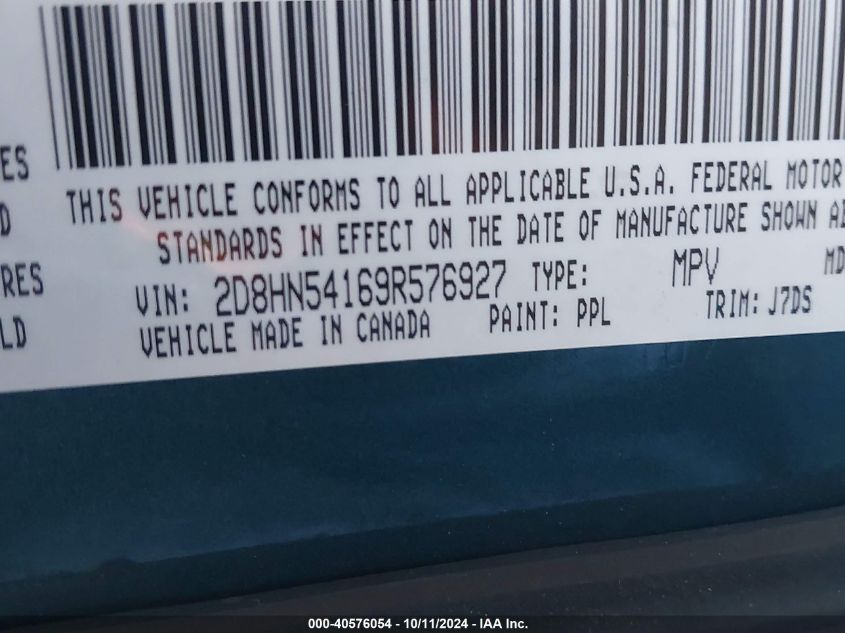 ES
THIS VEHICLE CONFORMS TO ALL APPLICABLE U.S.A. FEDERAL MOTOR
D
STANDARDS IN EFFECT ON THE DATE OF MANUFACTURE SHOWN AB
RES
VIN: 2D8HN54169R576927 TYPE: MPV MD
LD
VEHICLE MADE IN CANADA PAINT: PPL TRIM: J7DS
000-40576054 - 10/11/2024 - IAA Inc.